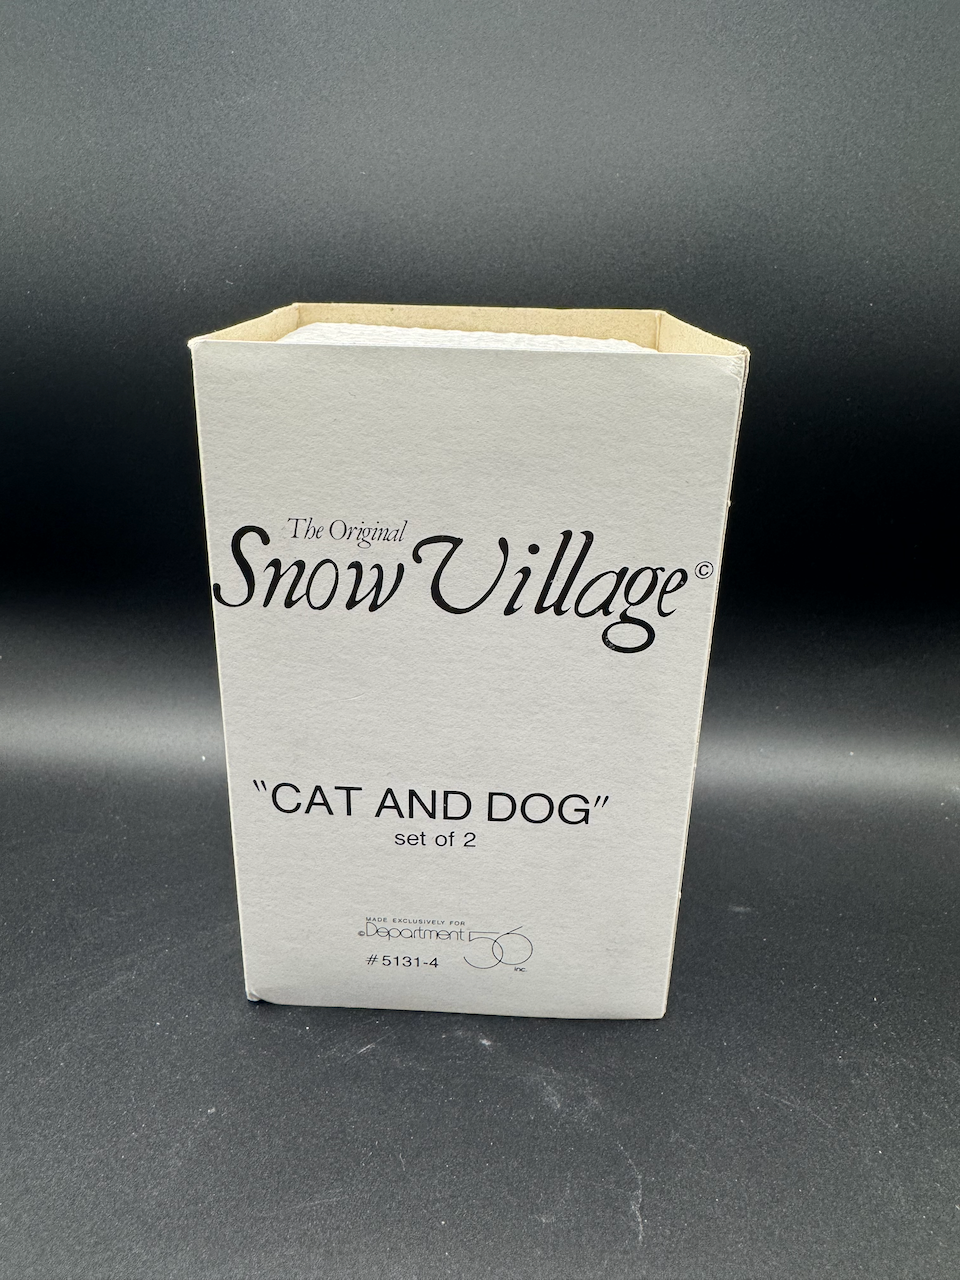 The Original
Snow Village©
"CAT AND DOG"
set of 2
MADE EXCLUSIVELY FOR
©Department 56
inc.
#5131-4